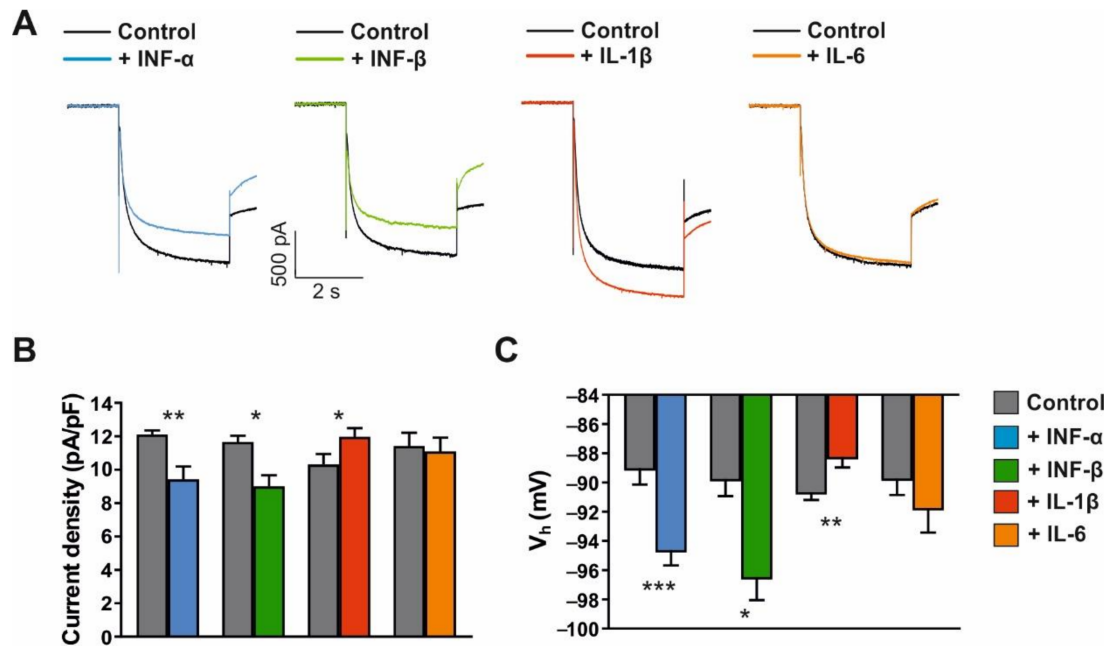 A
Control
+ INF-α
Control
+ INF-β
Control
+ IL-1β
Control
+ IL-6
500 pA
2 s
B
Current density (pA/pF)
14
12
10
8
6
4
2
0
**
*
*
C
Vh (mV)
–84
–86
–88
–90
–92
–94
–96
–98
–100
***
*
**
Control
+ INF-α
+ INF-β
+ IL-1β
+ IL-6